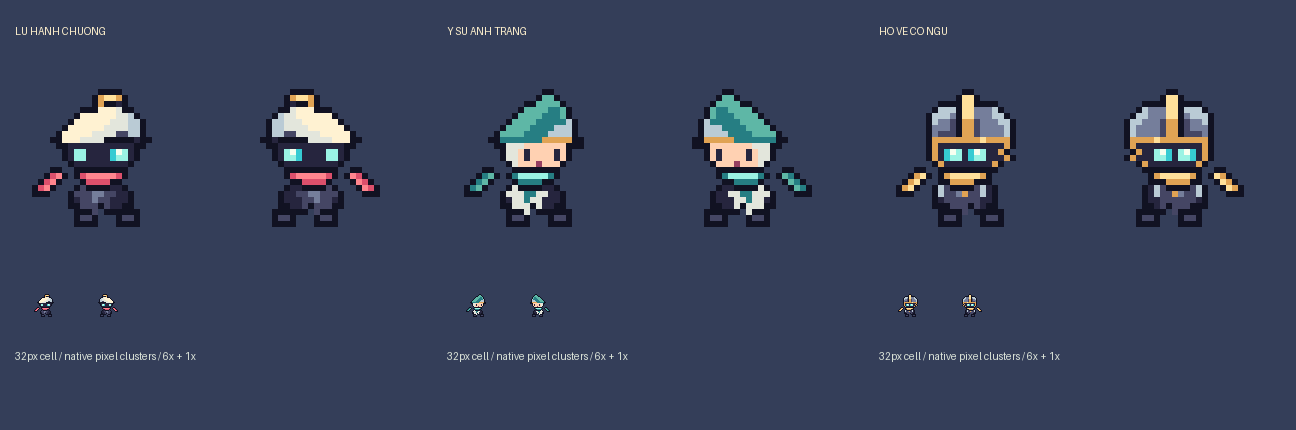 LU HANH CHUONG
Y SU ANH TRANG
HO VE CO NGU
32px cell / native pixel clusters / 6x + 1x
32px cell / native pixel clusters / 6x + 1x
32px cell / native pixel clusters / 6x + 1x